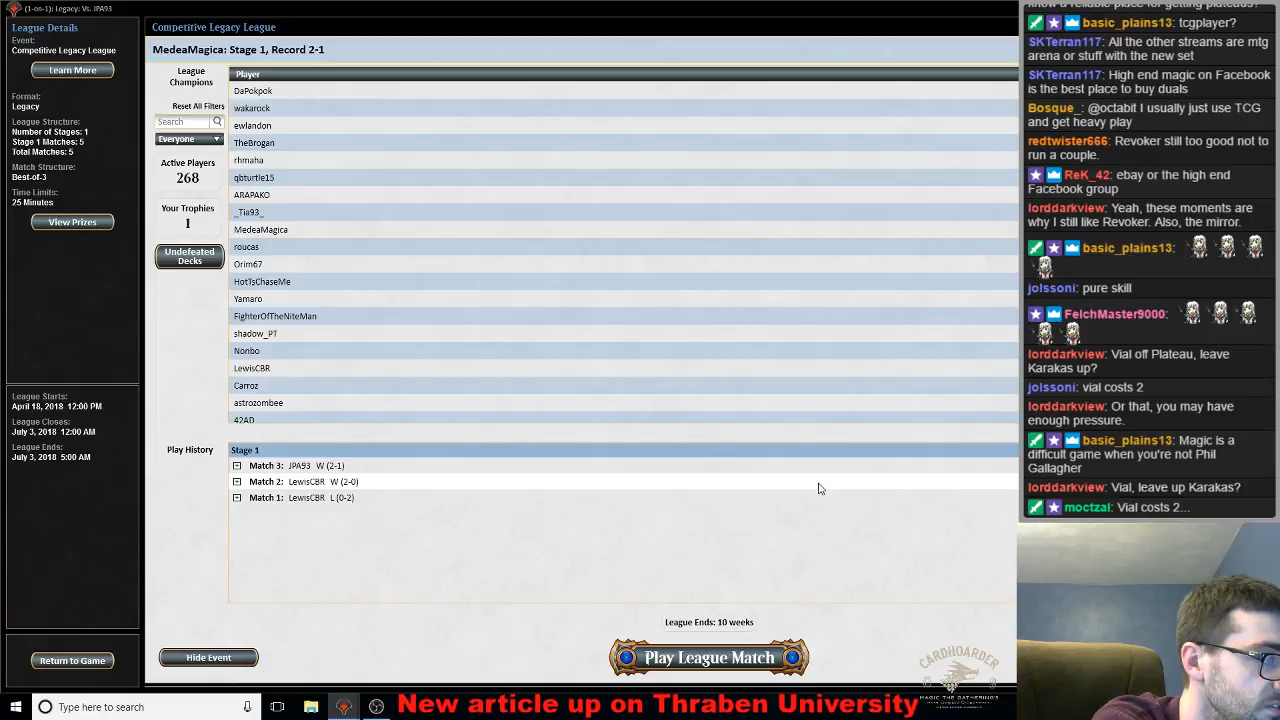 (1-on-1): League: Vs. JPA93
League Details
Event:
Competitive Legacy League
Learn More
Format:
Legacy
League Structure:
Number of Stages: 1
Stage 1 Matches: 5
Total Matches: 5
Match Structure:
Best-of-3
Time Limits:
25 Minutes
View Prizes
League Starts:
April 18, 2018 12:00 PM
League Closes:
July 3, 2018 12:00 AM
League Ends:
July 3, 2018 5:00 AM
Return to Game
Competitive Legacy League
MedeaMagica: Stage 1, Record 2-1
League
Champions
Reset All Filters
Search
Everyone
Active Players
268
Your Trophies
1
Undefeated
Decks
Player
DaPokpok
wakarock
ewlandon
TheBrogan
rhmaha
qbturtle15
ARAPAKO
_Tia93_
MedeaMagica
roucas
Orim67
HotTsChaseMe
Yamaro
FighterOfTheNiteMan
shadow_PT
Nonbo
LewisCBR
Carroz
astrozombee
42AD
Play History
Stage 1
Match 3: JPA93 W (2-1)
Match 2: LewisCBR W (2-0)
Match 1: LewisCBR L (0-2)
League Ends: 10 weeks
Hide Event
Play League Match
CARDHOARDER
MAGIC THE GATHERING'S
know a reliable place for getting plateaus?
basic_plains13: tcgplayer?
SKTerran117: All the other streams are mtg
arena or stuff with the new set
SKTerran117: High end magic on Facebook
is the best place to buy duals
Bosque_: @octabit I usually just use TCG
and get heavy play
redtwister666: Revoker still too good not to
run a couple.
ReK_42: ebay or the high end
Facebook group
lorddarkview: Yeah, these moments are
why I still like Revoker. Also, the mirror.
basic_plains13:
jolssoni: pure skill
FelchMaster9000:
lorddarkview: Vial off Plateau, leave
Karakas up?
jolssoni: vial costs 2
lorddarkview: Or that, you may have
enough pressure.
basic_plains13: Magic is a
difficult game when you're not Phil
Gallagher
lorddarkview: Vial, leave up Karakas?
moctzal: Vial costs 2...
Type here to search
New article up on Thraben University